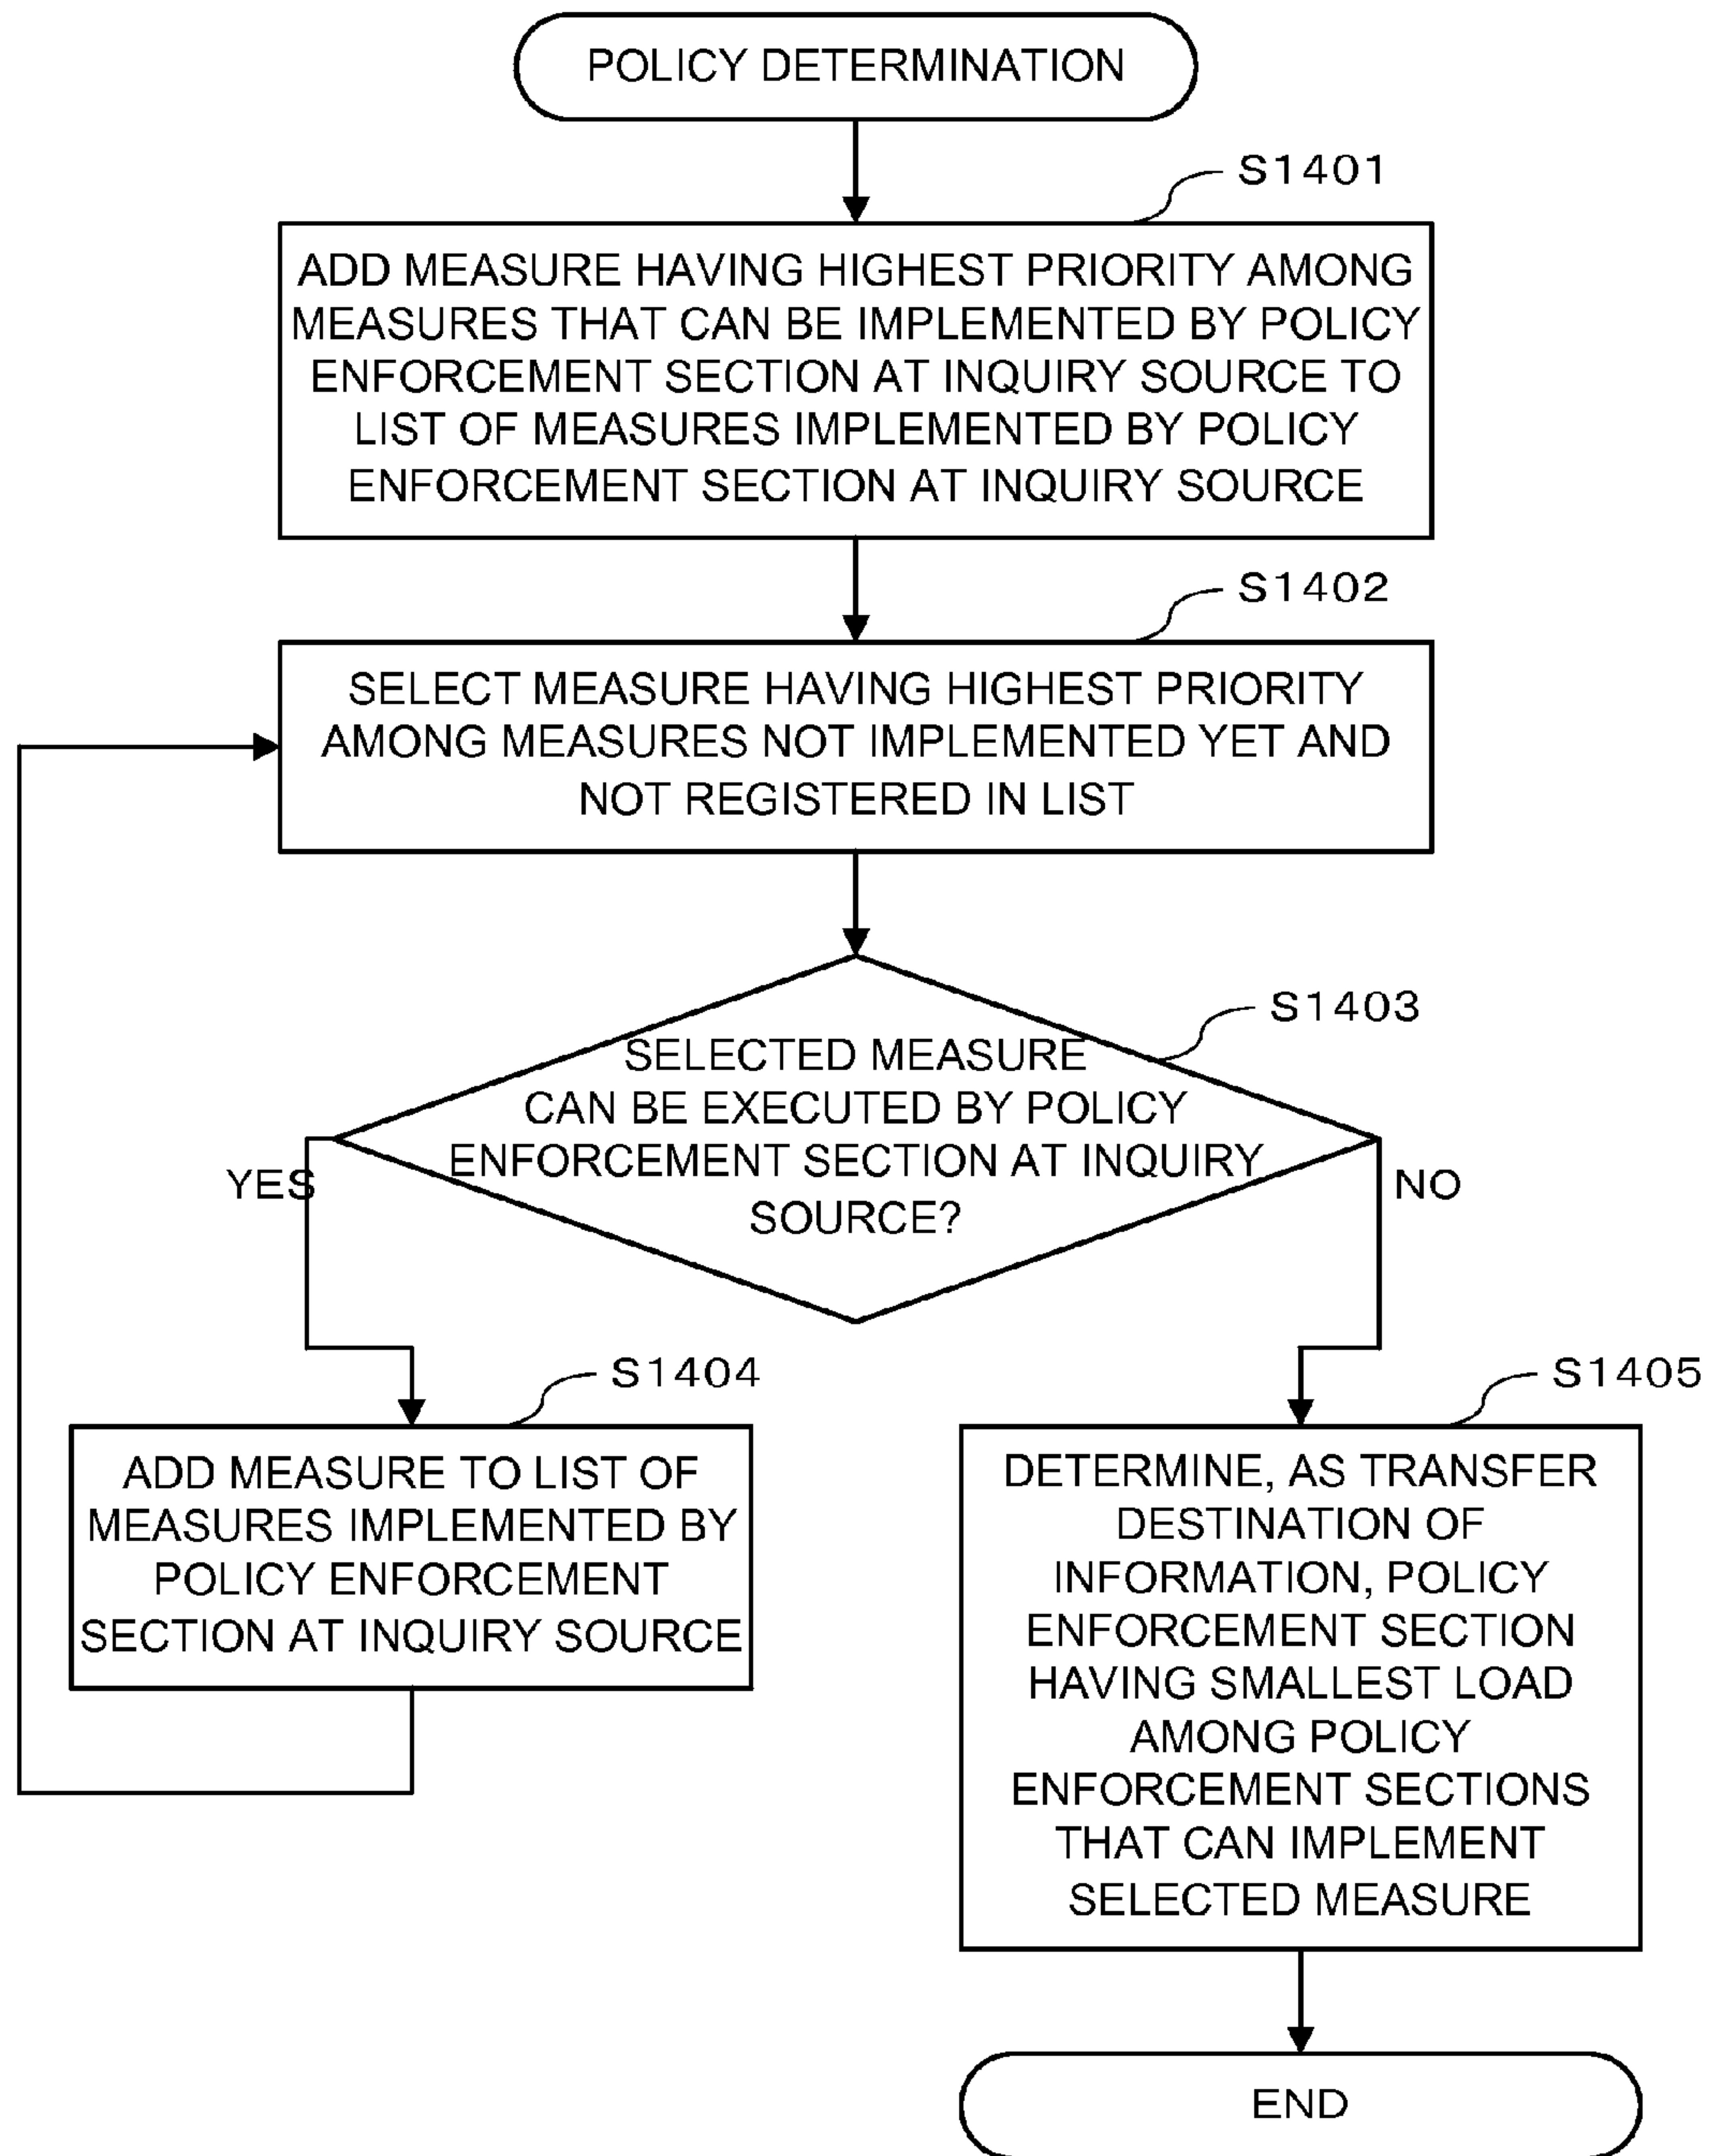 POLICY DETERMINATION
S1401
ADD MEASURE HAVING HIGHEST PRIORITY AMONG
MEASURES THAT CAN BE IMPLEMENTED BY POLICY
ENFORCEMENT SECTION AT INQUIRY SOURCE TO
LIST OF MEASURES IMPLEMENTED BY POLICY
ENFORCEMENT SECTION AT INQUIRY SOURCE
S1402
SELECT MEASURE HAVING HIGHEST PRIORITY
AMONG MEASURES NOT IMPLEMENTED YET AND
NOT REGISTERED IN LIST
S1403
SELECTED MEASURE
CAN BE EXECUTED BY POLICY
ENFORCEMENT SECTION AT INQUIRY
SOURCE?
YES
NO
S1404
ADD MEASURE TO LIST OF
MEASURES IMPLEMENTED BY
POLICY ENFORCEMENT
SECTION AT INQUIRY SOURCE
S1405
DETERMINE, AS TRANSFER
DESTINATION OF
INFORMATION, POLICY
ENFORCEMENT SECTION
HAVING SMALLEST LOAD
AMONG POLICY
ENFORCEMENT SECTIONS
THAT CAN IMPLEMENT
SELECTED MEASURE
END